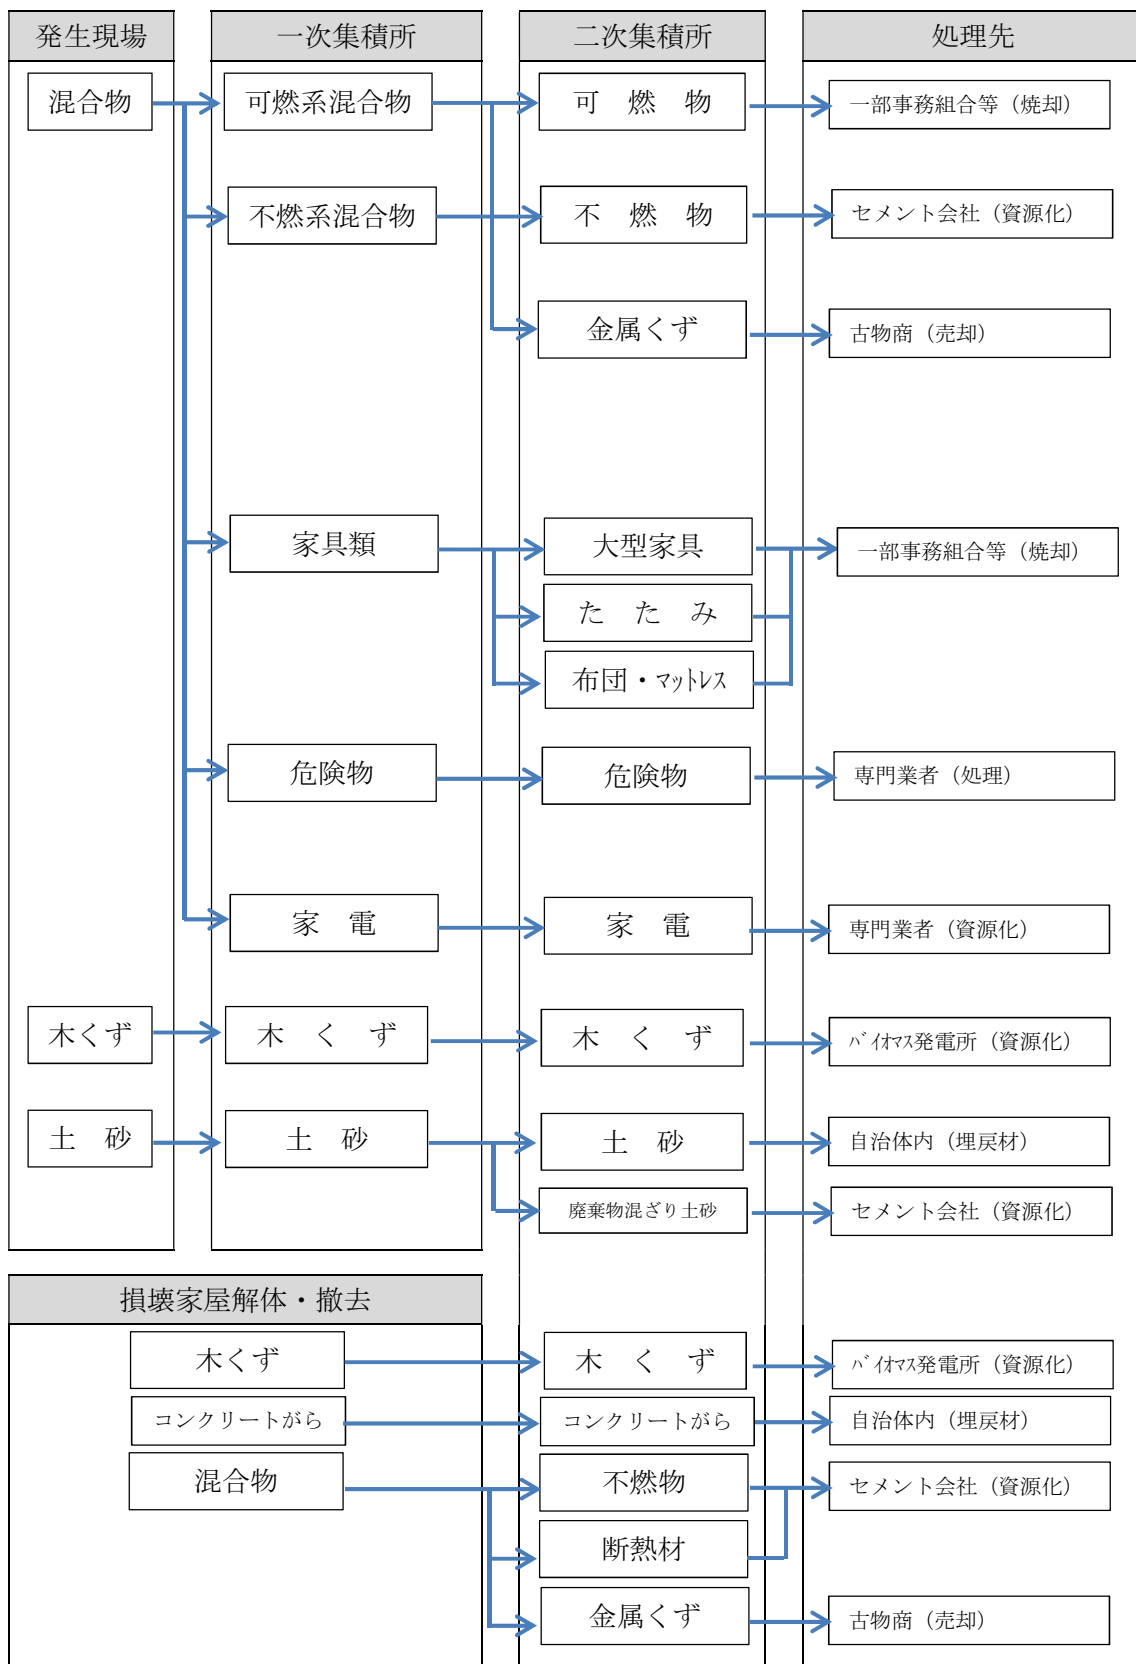 発生現場 一次集積所 二次集積所 処理先
混合物 可燃系混合物 可 燃 物 一部事務組合等（焼却）
不燃系混合物 不 燃 物 セメント会社（資源化）
金属くず 古物商（売却）
家具類 大型家具 一部事務組合等（焼却）
た た み
布団・マットレス
危険物 危険物 専門業者（処理）
家 電 家 電 専門業者（資源化）
木くず 木 く ず 木 く ず バイオマス発電所（資源化）
土 砂 土 砂 土 砂 自治体内（埋戻材）
廃棄物混ざり土砂 セメント会社（資源化）
損壊家屋解体・撤去
木くず 木 く ず バイオマス発電所（資源化）
コンクリートがら コンクリートがら 自治体内（埋戻材）
混合物 不燃物 セメント会社（資源化）
断熱材
金属くず 古物商（売却）